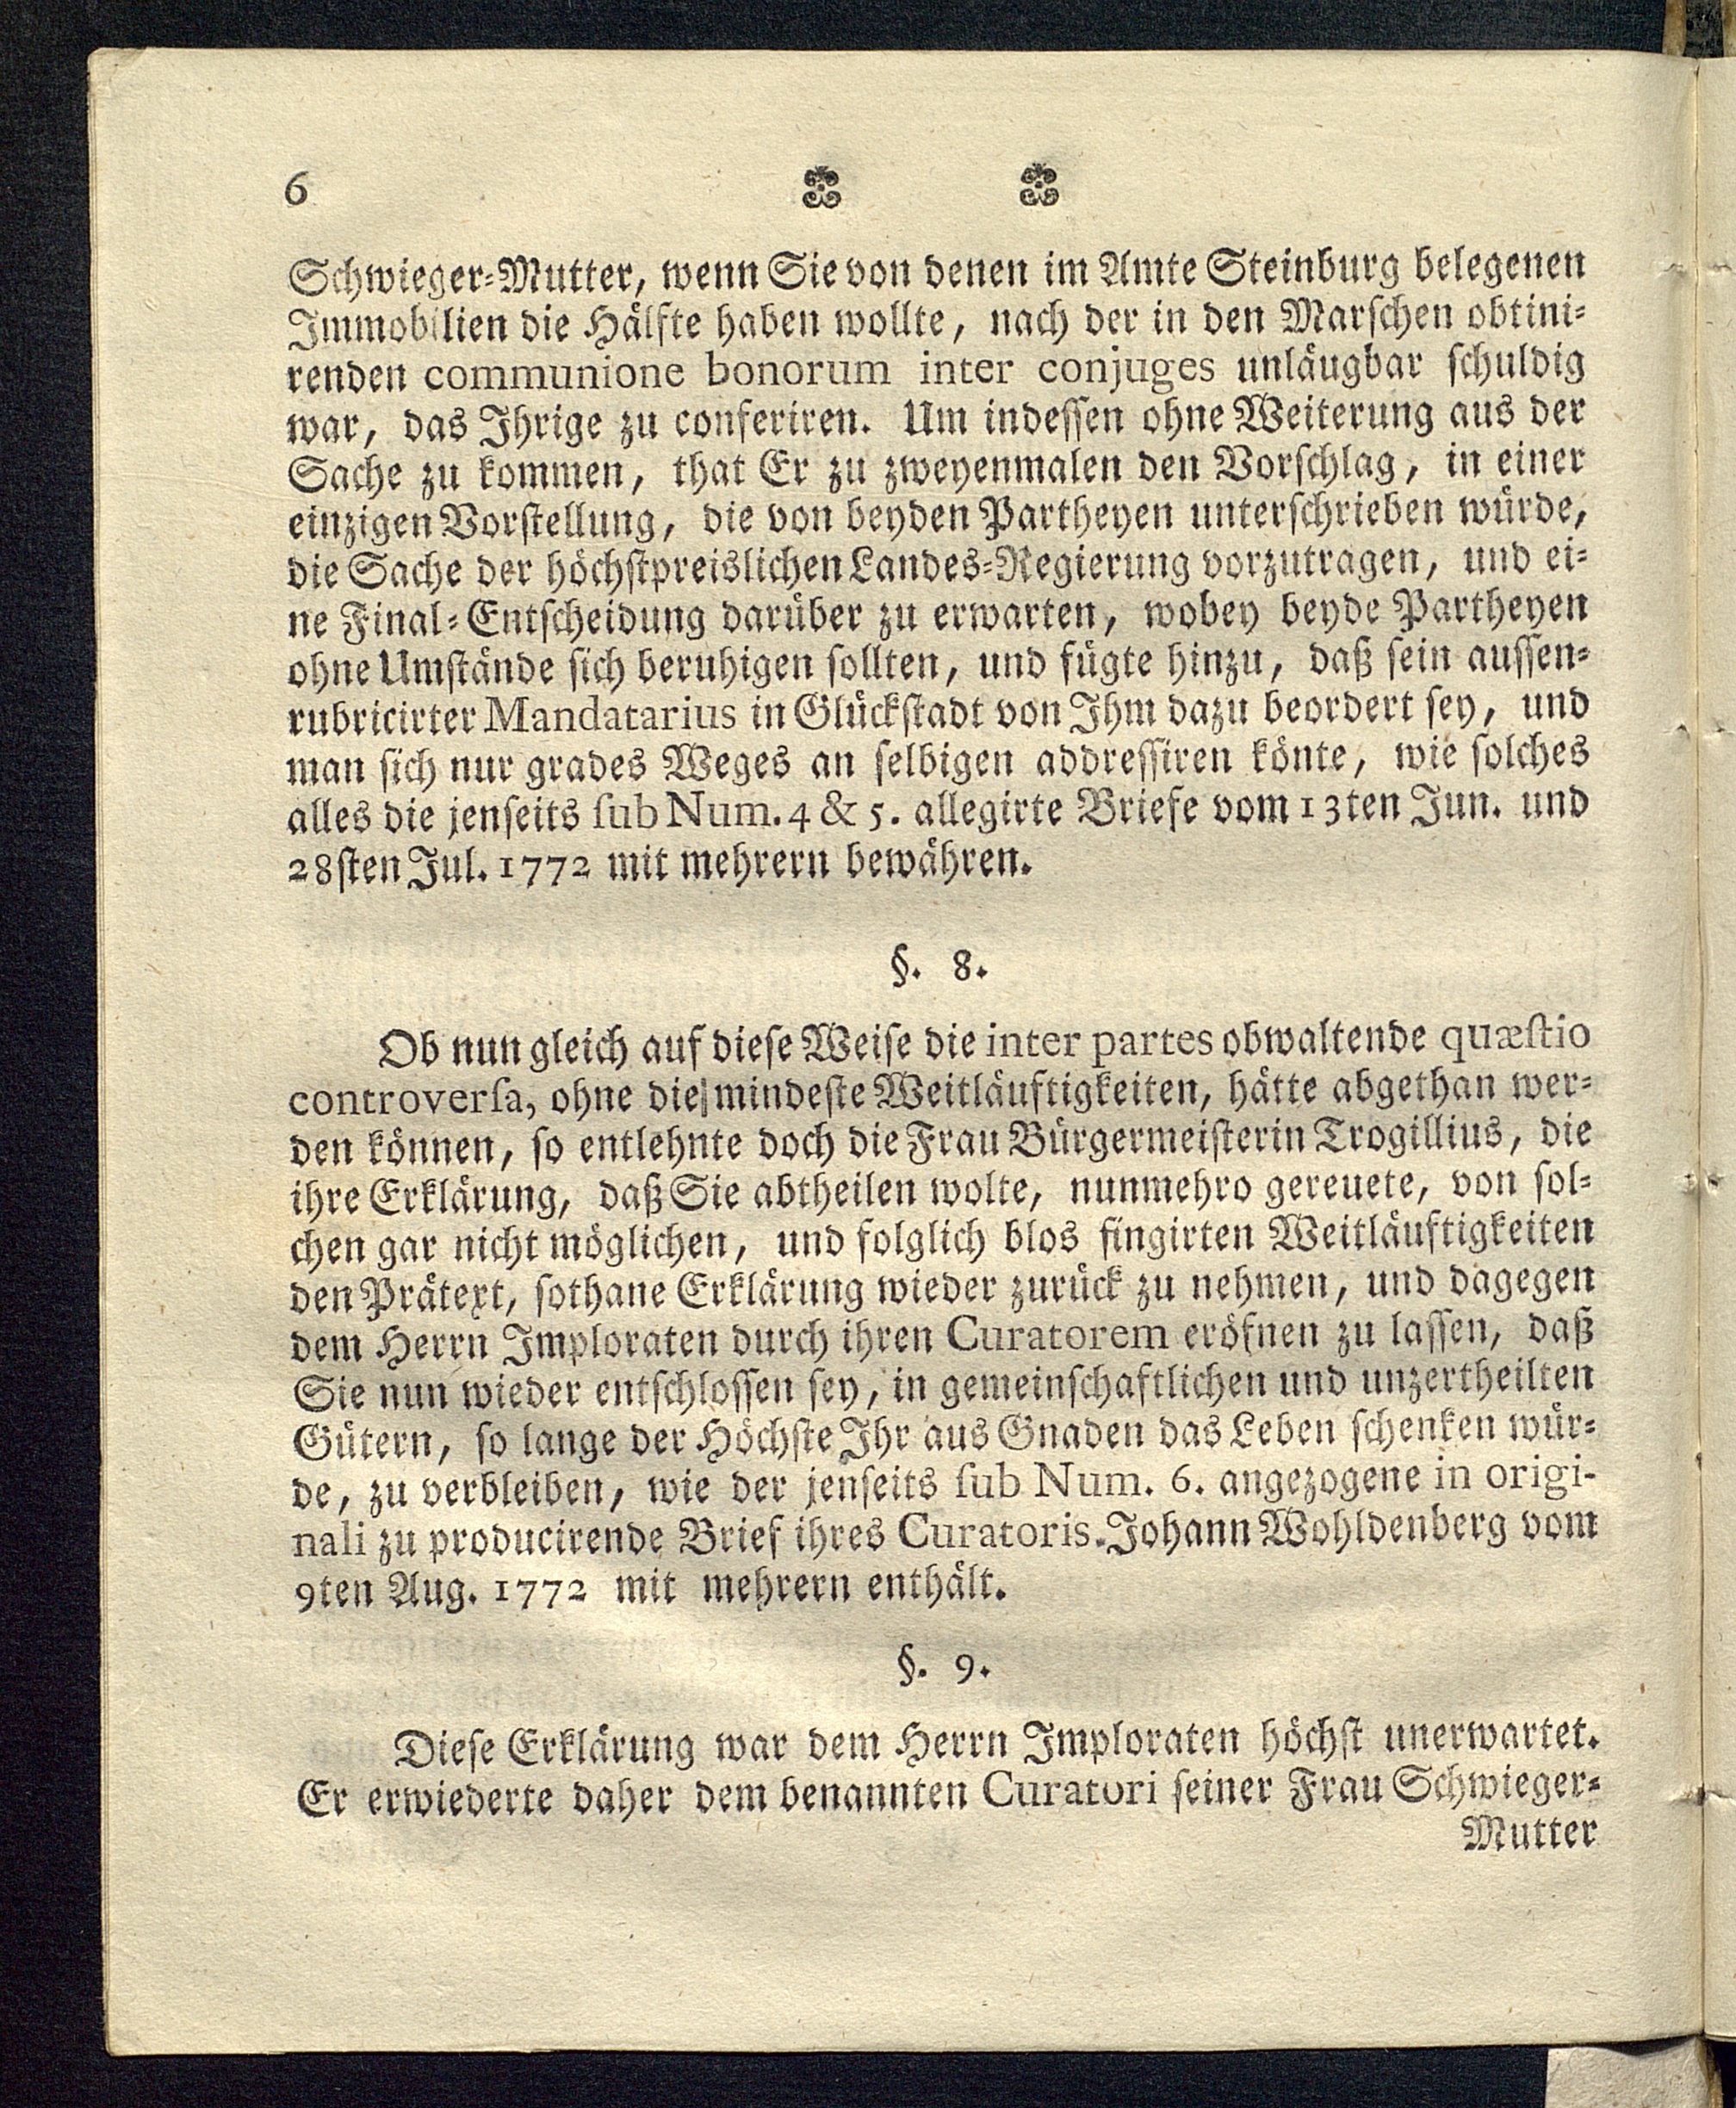 6
Schwieger-Mutter, wenn Sie von denen im Amte Steinburg belegenen
Immobilien die Hälfte haben wollte, nach der in den Marschen obtini-
renden communione bonorum inter conjuges unläugbar schuldig
war, das Ihrige zu conferiren. Um indessen ohne Weiterung aus der
Sache zu kommen, that Er zu zweyenmalen den Vorschlag, in einer
einzigen Vorstellung, die von beyden Partheyen unterschrieben würde,
die Sache der höchstpreislichen Landes-Regierung vorzutragen, und ei-
ne Final-Entscheidung darüber zu erwarten, wobey beyde Partheyen
ohne Umstände sich beruhigen sollten, und fügte hinzu, daß sein aussen-
rubricirter Mandatarius in Glückstadt von Ihm dazu beordert sey, und
man sich nur grades Weges an selbigen addressiren könte, wie solches
alles die jenseits ſub Num. 4 & 5. allegirte Briefe vom 13ten Jun. und
28sten Jul. 1772 mit mehrern bewähren.
§. 8.
Ob nun gleich auf diese Weise die inter partes obwaltende quæſtio
controverſa, ohne die mindeste Weitläuftigkeiten, hätte abgethan wer-
den können, so entlehnte doch die Frau Bürgermeisterin Trogillius, die
ihre Erklärung, daß Sie abtheilen wolte, nunmehro gereuete, von sol-
chen gar nicht möglichen, und folglich blos fingirten Weitläuftigkeiten
den Prätext, sothane Erklärung wieder zurück zu nehmen, und dagegen
dem Herrn Imploraten durch ihren Curatorem eröfnen zu lassen, daß
Sie nun wieder entschlossen sey, in gemeinschaftlichen und unzertheilten
Gütern, so lange der Höchste Ihr aus Gnaden das Leben schenken wür-
de, zu verbleiben, wie der jenseits ſub Num. 6. angezogene in origi-
nali zu producirende Brief ihres Curatoris. Johann Wohldenberg vom
9ten Aug. 1772 mit mehrern enthält.
§. 9.
Diese Erklärung war dem Herrn Imploraten höchst unerwartet.
Er erwiederte daher dem benannten Curatori seiner Frau Schwieger-
Mutter